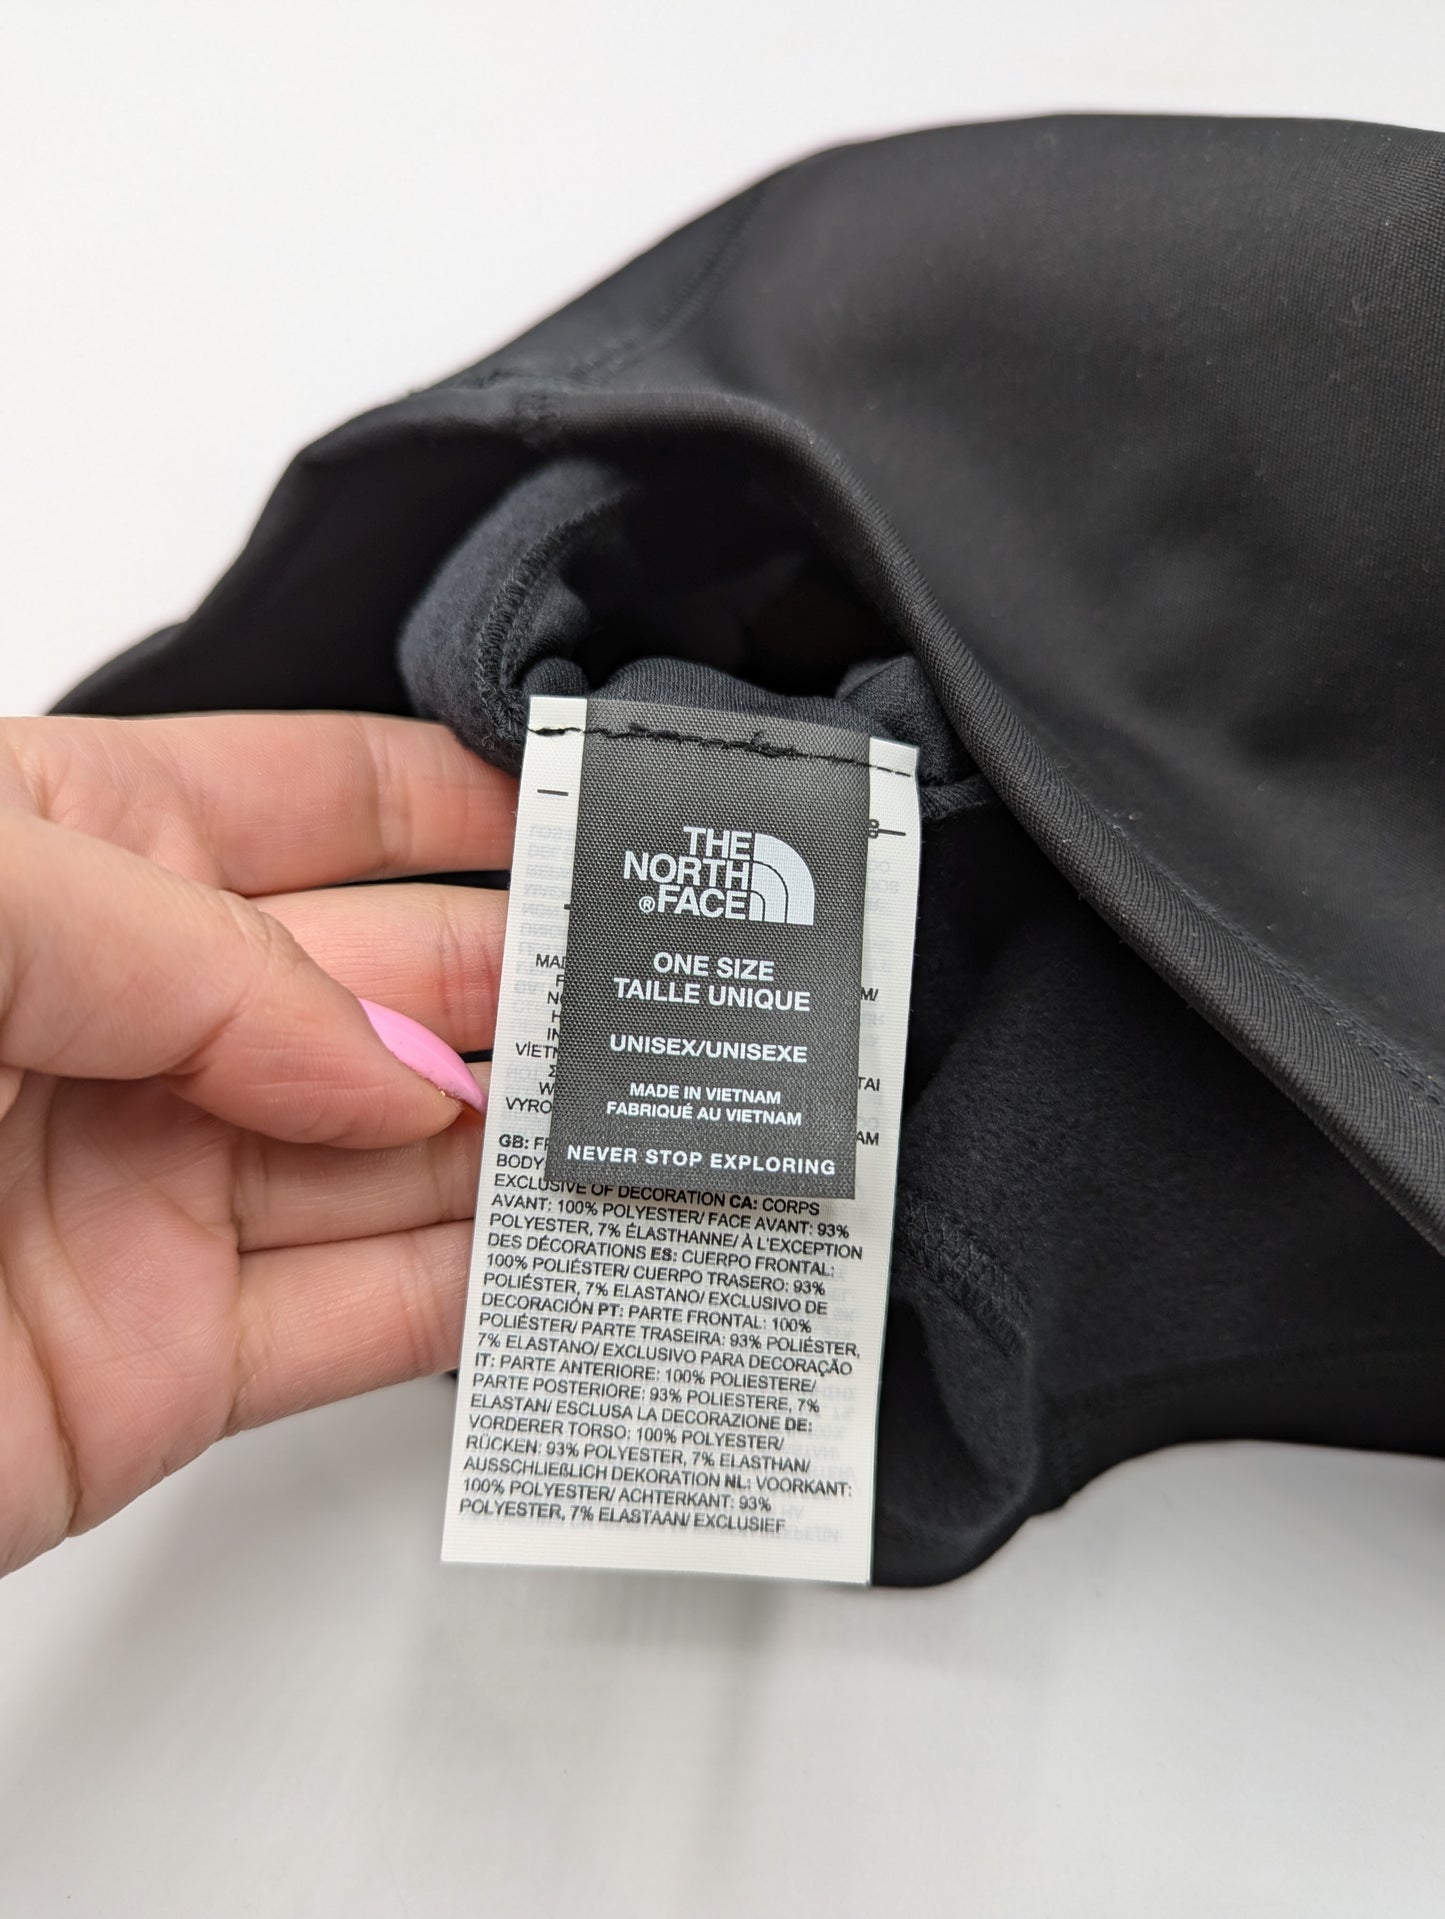 THE
NORTH
®FACE
ONE SIZE
TAILLE UNIQUE
UNISEX/UNISEXE
MADE IN VIETNAM
FABRIQUÉ AU VIETNAM
NEVER STOP EXPLORING
GB:
BODY
EXCLUSIVE OF DECORATION CA: CORPS
AVANT: 100% POLYESTER/ FACE AVANT: 93%
POLYESTER, 7% ÉLASTHANNE/ À L'EXCEPTION
DES DÉCORATIONS ES: CUERPO FRONTAL:
100% POLIÉSTER/ CUERPO TRASERO: 93%
POLIÉSTER, 7% ELASTANO/ EXCLUSIVO DE
DECORACIÓN PT: PARTE FRONTAL: 100%
POLIÉSTER/ PARTE TRASEIRA: 93% POLIÉSTER,
7% ELASTANO/ EXCLUSIVO PARA DECORAÇÃO
IT: PARTE ANTERIORE: 100% POLIESTERE/
PARTE POSTERIORE: 93% POLIESTERE, 7%
ELASTAN/ ESCLUSA LA DECORAZIONE DE:
VORDERER TORSO: 100% POLYESTER/
RÜCKEN: 93% POLYESTER, 7% ELASTHAN/
AUSSCHLIEßLICH DEKORATION NL: VOORKANT:
100% POLYESTER/ ACHTERKANT: 93%
POLYESTER, 7% ELASTAAN/ EXCLUSIEF